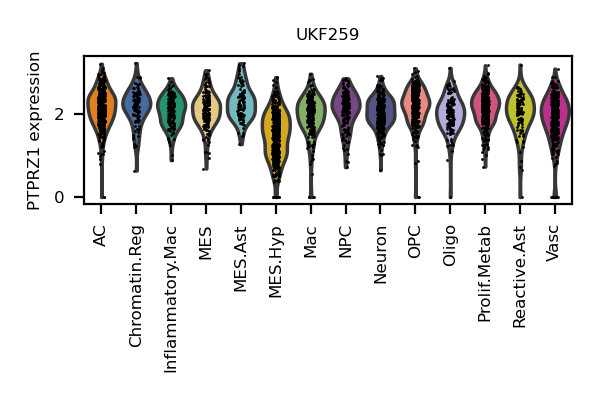 UKF259
PTPRZ1 expression
2
0
AC
Chromatin.Reg
Inflammatory.Mac
MES
MES.Ast
MES.Hyp
Mac
NPC
Neuron
OPC
Oligo
Prolif.Metab
Reactive.Ast
Vasc